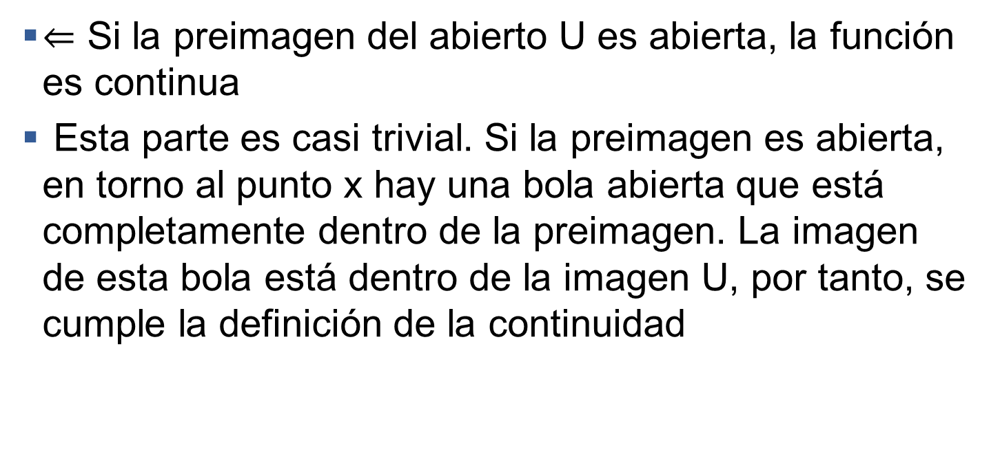 ▪⇐ Si la preimagen del abierto U es abierta, la función
es continua
▪ Esta parte es casi trivial. Si la preimagen es abierta,
en torno al punto x hay una bola abierta que está
completamente dentro de la preimagen. La imagen
de esta bola está dentro de la imagen U, por tanto, se
cumple la definición de la continuidad